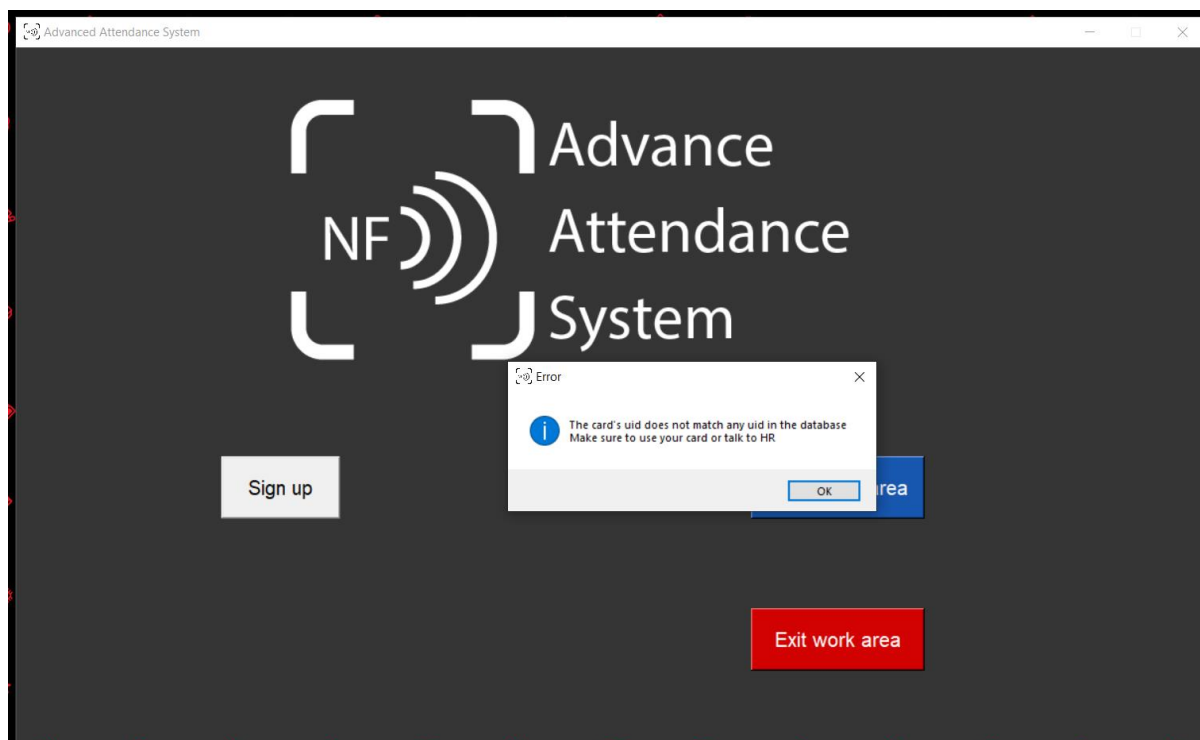 Advanced Attendance System
NF
Advance
Attendance
System
Error
The card's uid does not match any uid in the database
Make sure to use your card or talk to HR
OK
Sign up
Exit work area